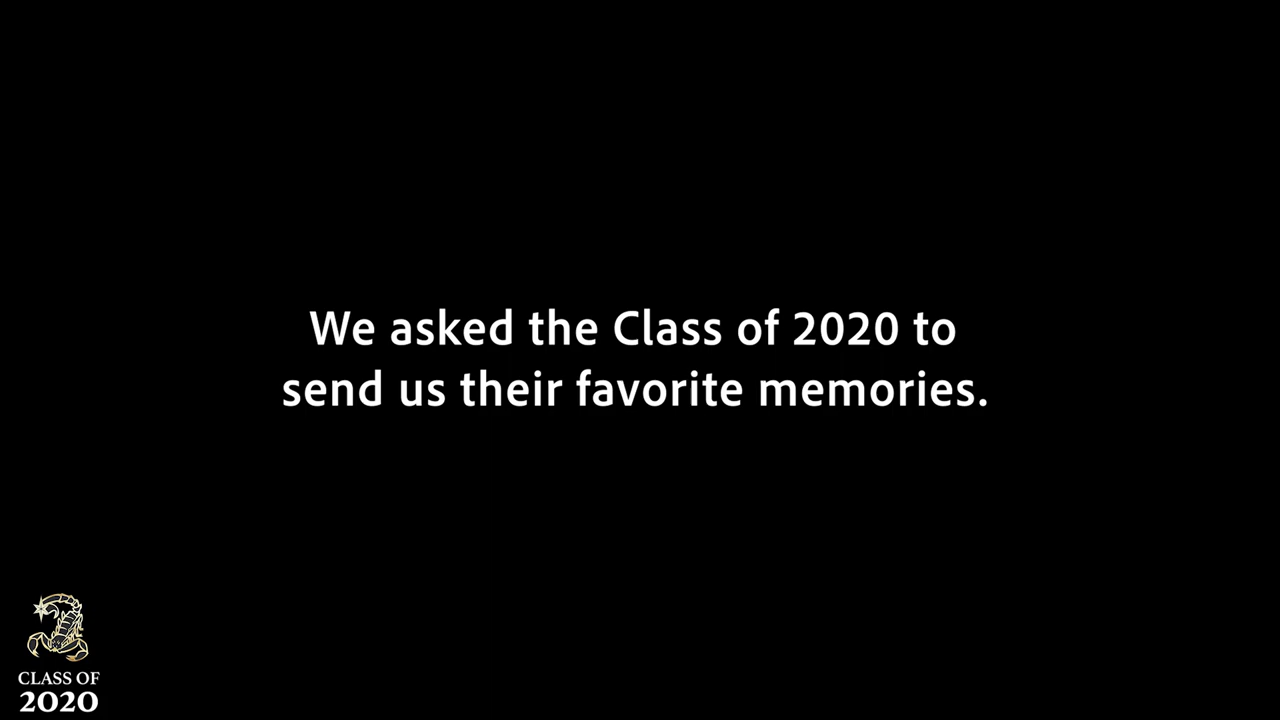 We asked the Class of 2020 to
send us their favorite memories.
CLASS OF
2020